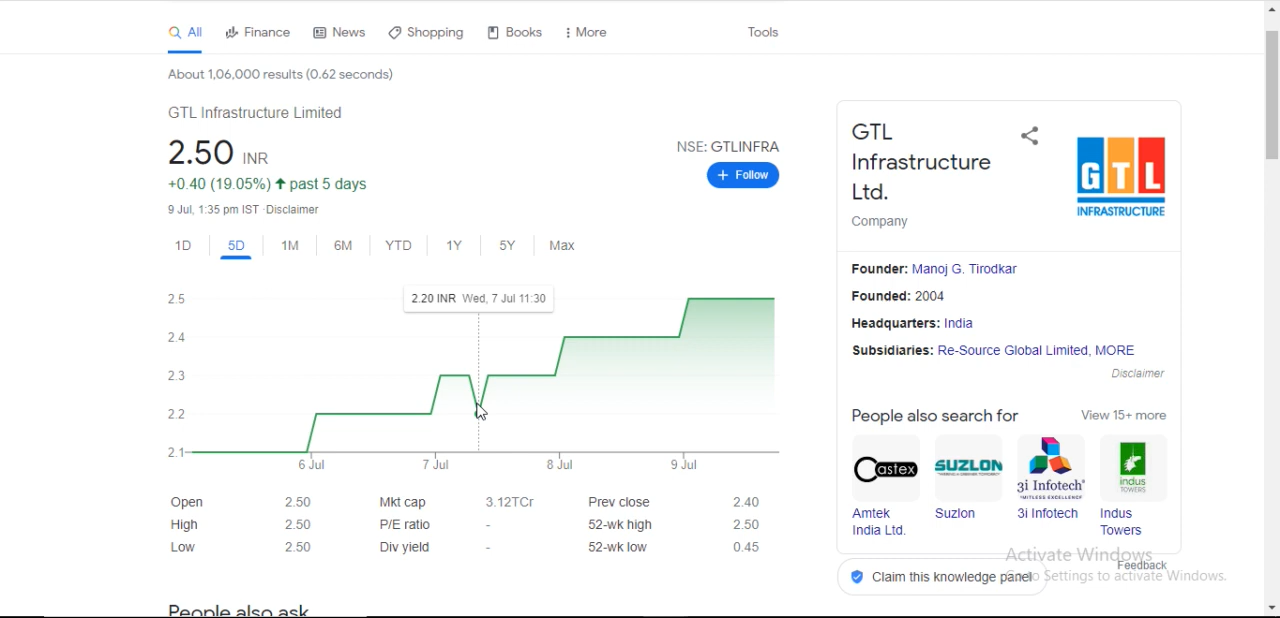 All Finance News Shopping Books More Tools
About 1,06,000 results (0.62 seconds)
GTL Infrastructure Limited
2.50 INR
NSE: GTLINFRA
+0.40 (19.05%) ↑ past 5 days
+ Follow
9 Jul, 1:35 pm IST · Disclaimer
1D 5D 1M 6M YTD 1Y 5Y Max
2.20 INR Wed, 7 Jul 11:30
2.5
2.4
2.3
2.2
2.1
6 Jul 7 Jul 8 Jul 9 Jul
Open 2.50 Mkt cap 3.12TCr Prev close 2.40
High 2.50 P/E ratio - 52-wk high 2.50
Low 2.50 Div yield - 52-wk low 0.45
People also ask
GTL
Infrastructure
Ltd.
Company
GTL
INFRASTRUCTURE
Founder: Manoj G. Tirodkar
Founded: 2004
Headquarters: India
Subsidiaries: Re-Source Global Limited, MORE
Disclaimer
People also search for View 15+ more
Castex
SUZLON
3i Infotech
LIMITLESS EXCELLENCE
indus
TOWERS
Amtek
India Ltd.
Suzlon
3i Infotech
Indus
Towers
Activate Windows
Go to Settings to activate Windows.
Feedback
Claim this knowledge panel